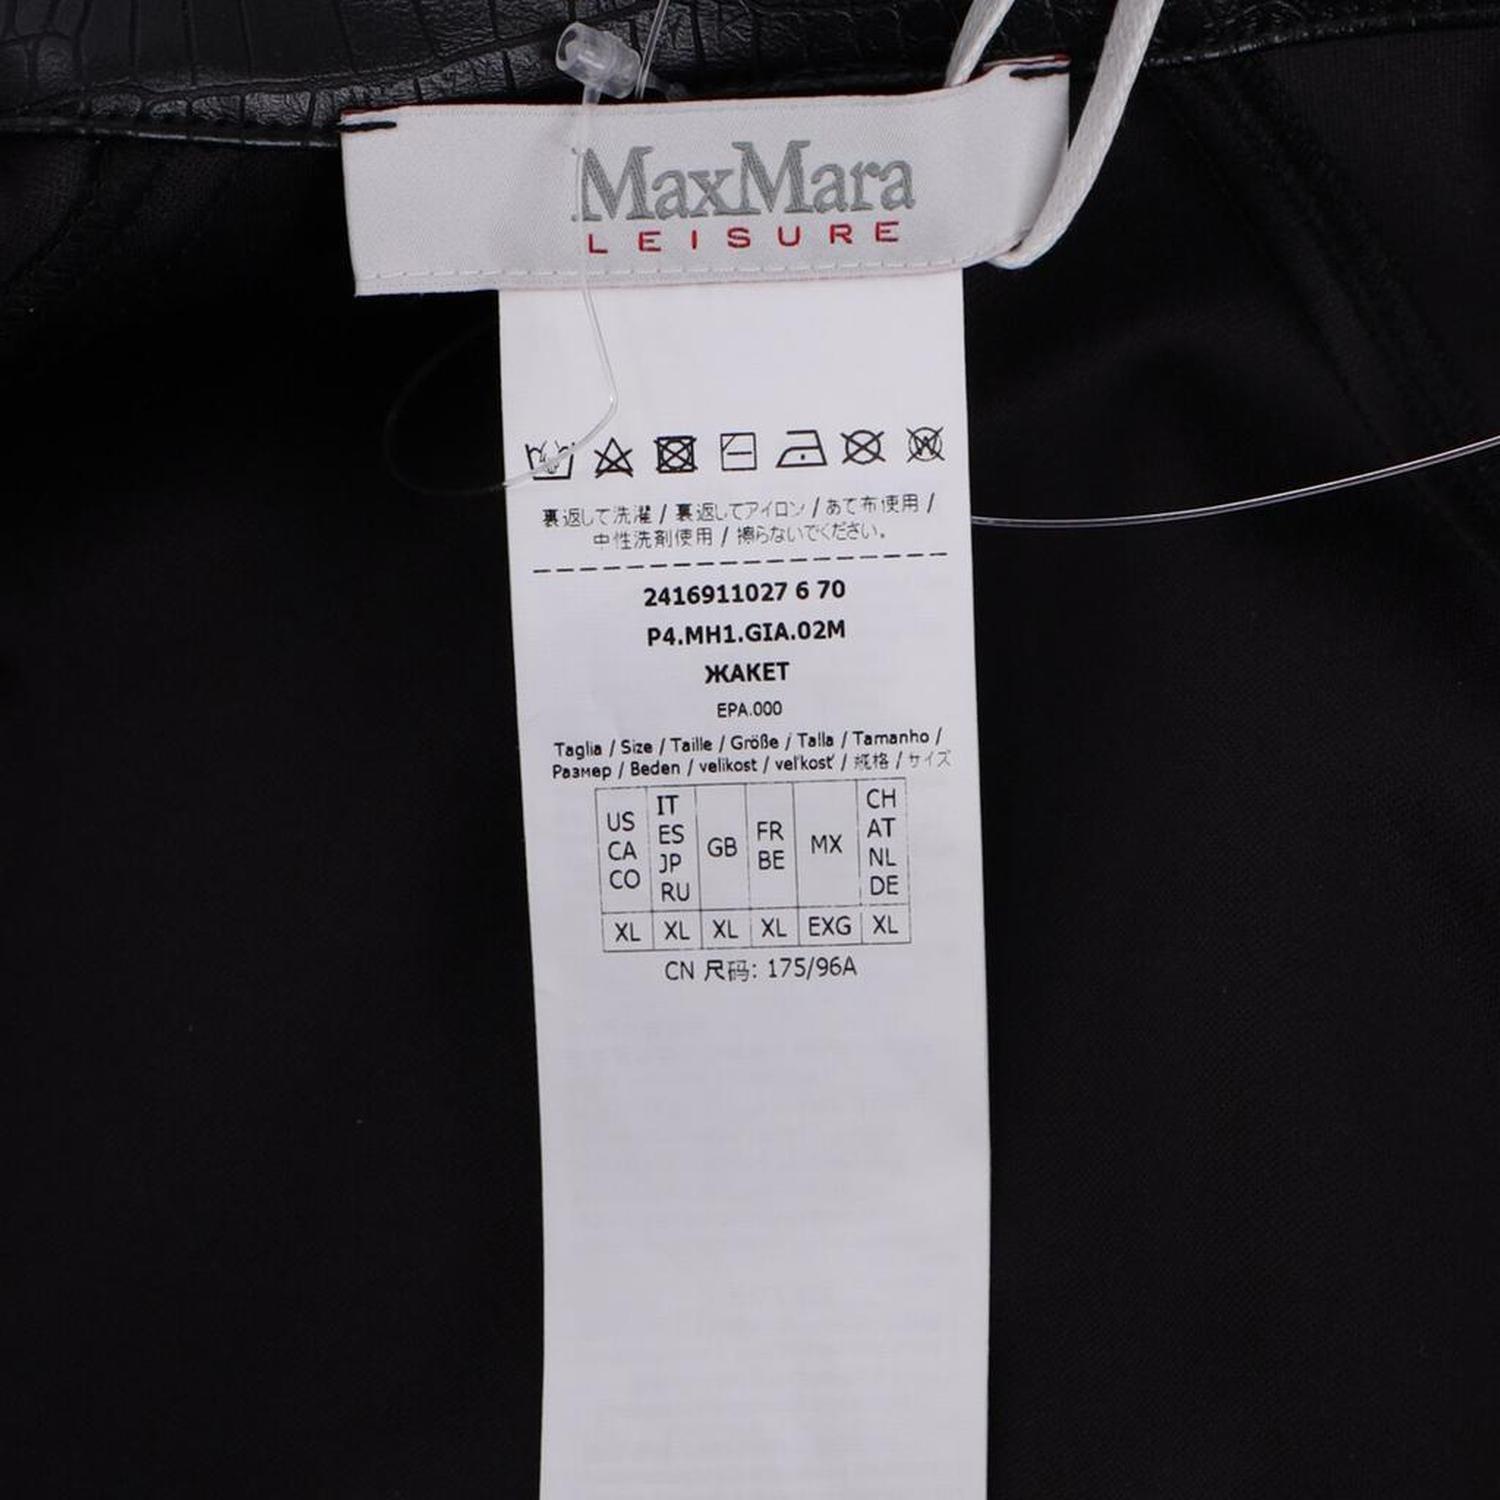 MaxMara
LEISURE
裏返して洗濯 / 裏返してアイロン / あて布使用 /
中性洗剤使用 / 擦らないでください。
2416911027 6 70
P4.MH1.GIA.02M
ЖАКЕТ
EPA.000
Taglia / Size / Taille / Größe / Talla / Tamanho /
Размер / Beden / velikost / veľkosť / 规格 / サイズ
US CA CO IT ES JP RU GB FR BE MX CH AT NL DE
XL XL XL XL EXG XL
CN 尺码: 175/96A